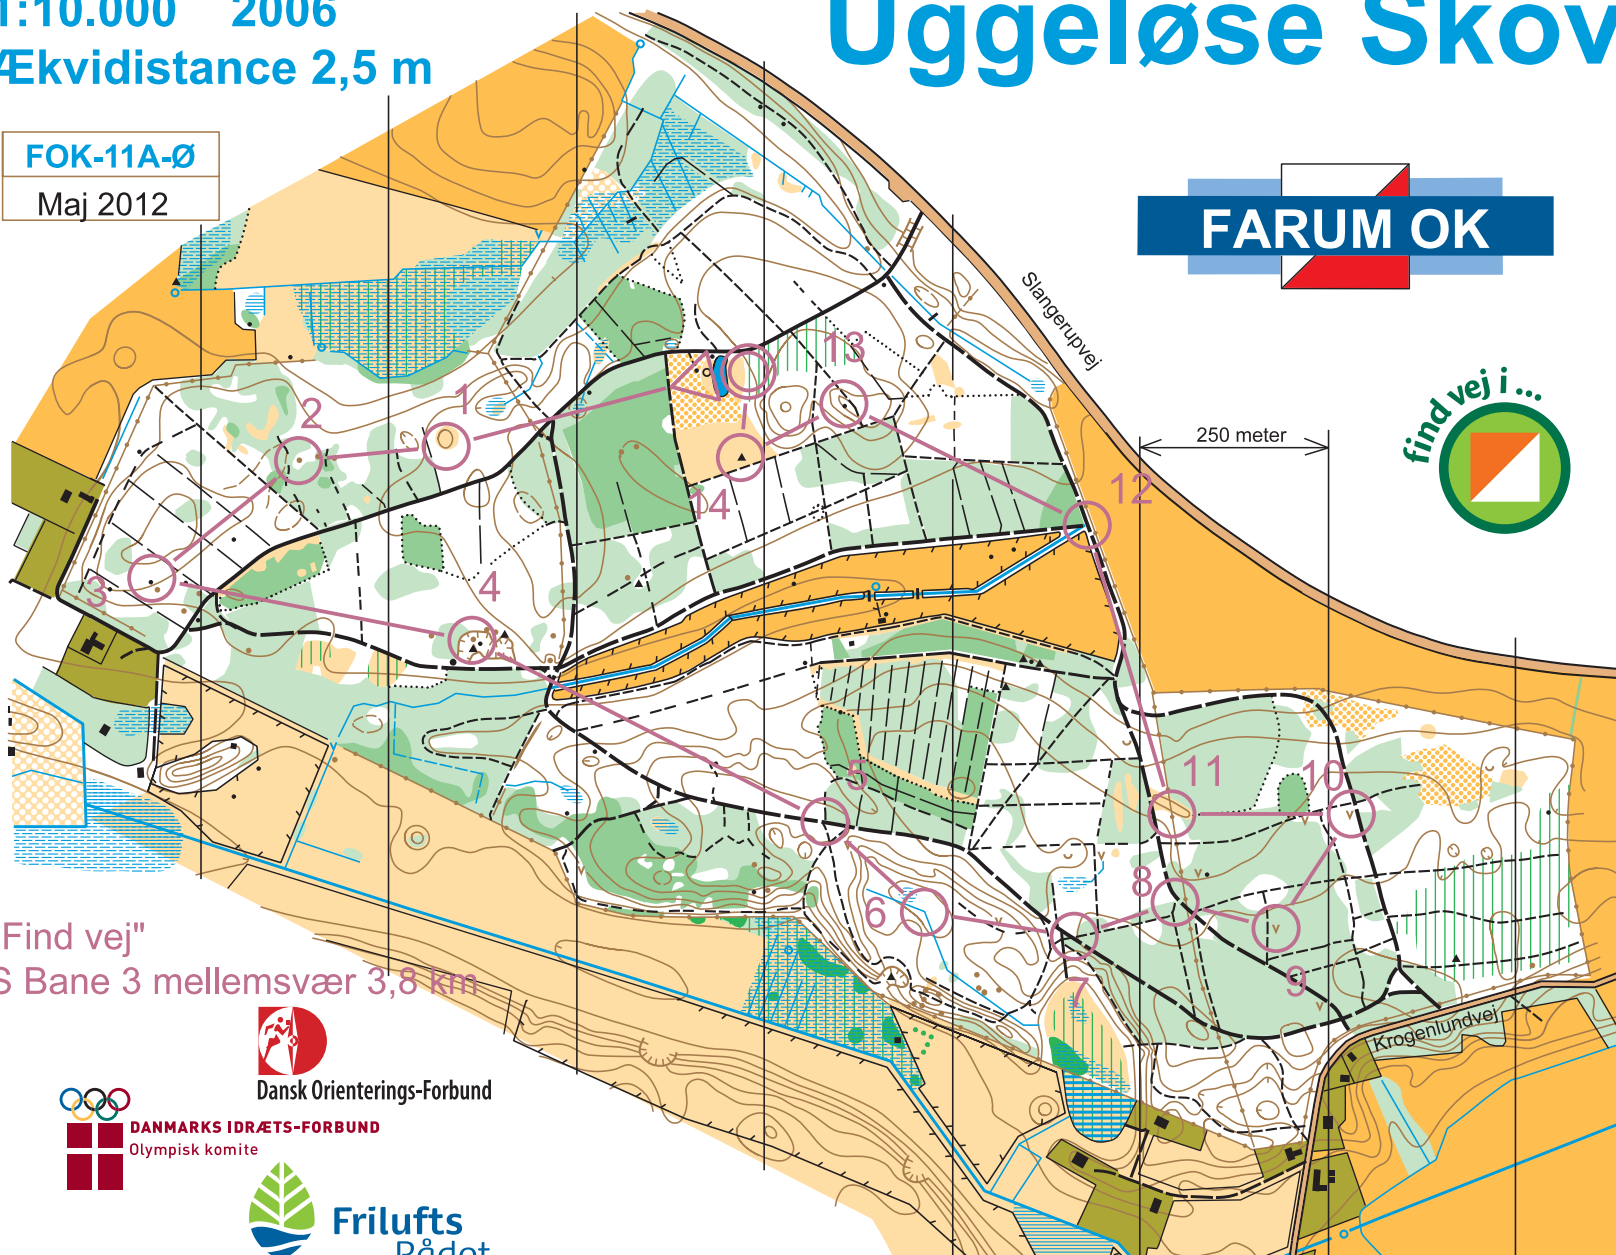 1:10.000 2006
Ækvidistance 2,5 m
Uggeløse Skov
FOK-11A-Ø
Maj 2012
FARUM OK
Slangerupvej
find vej i ...
250 meter
13
1
2
12
14
3
4
5
11
10
8
6
9
7
Krogenlundvej
Find vej"
S Bane 3 mellemsvær 3,8 km
Dansk Orienterings-Forbund
DANMARKS IDRÆTS-FORBUND
Olympisk komite
Frilufts
Rådet